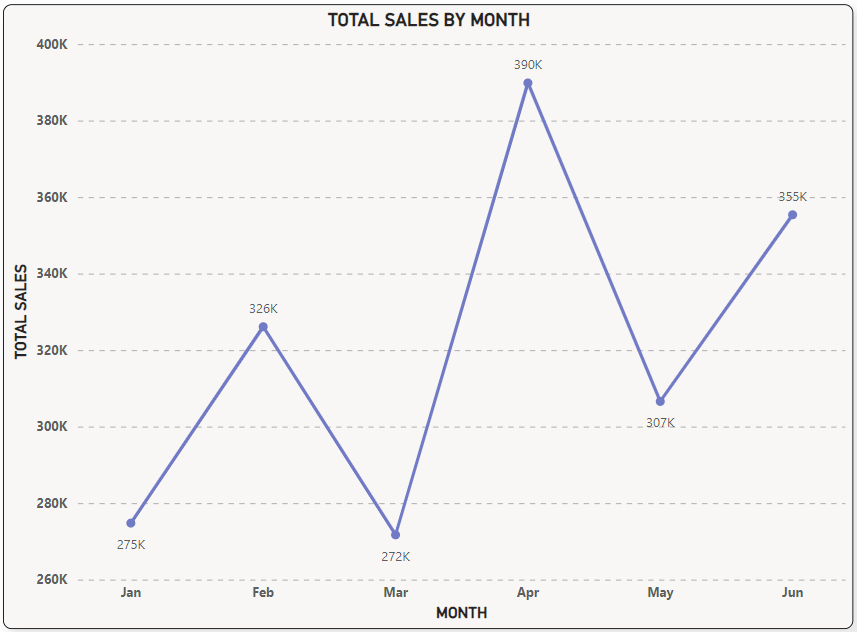 TOTAL SALES BY MONTH
400K
390K
380K
360K
355K
340K
326K
320K
307K
300K
280K
275K
272K
260K
TOTAL SALES
Jan Feb Mar Apr May Jun
MONTH